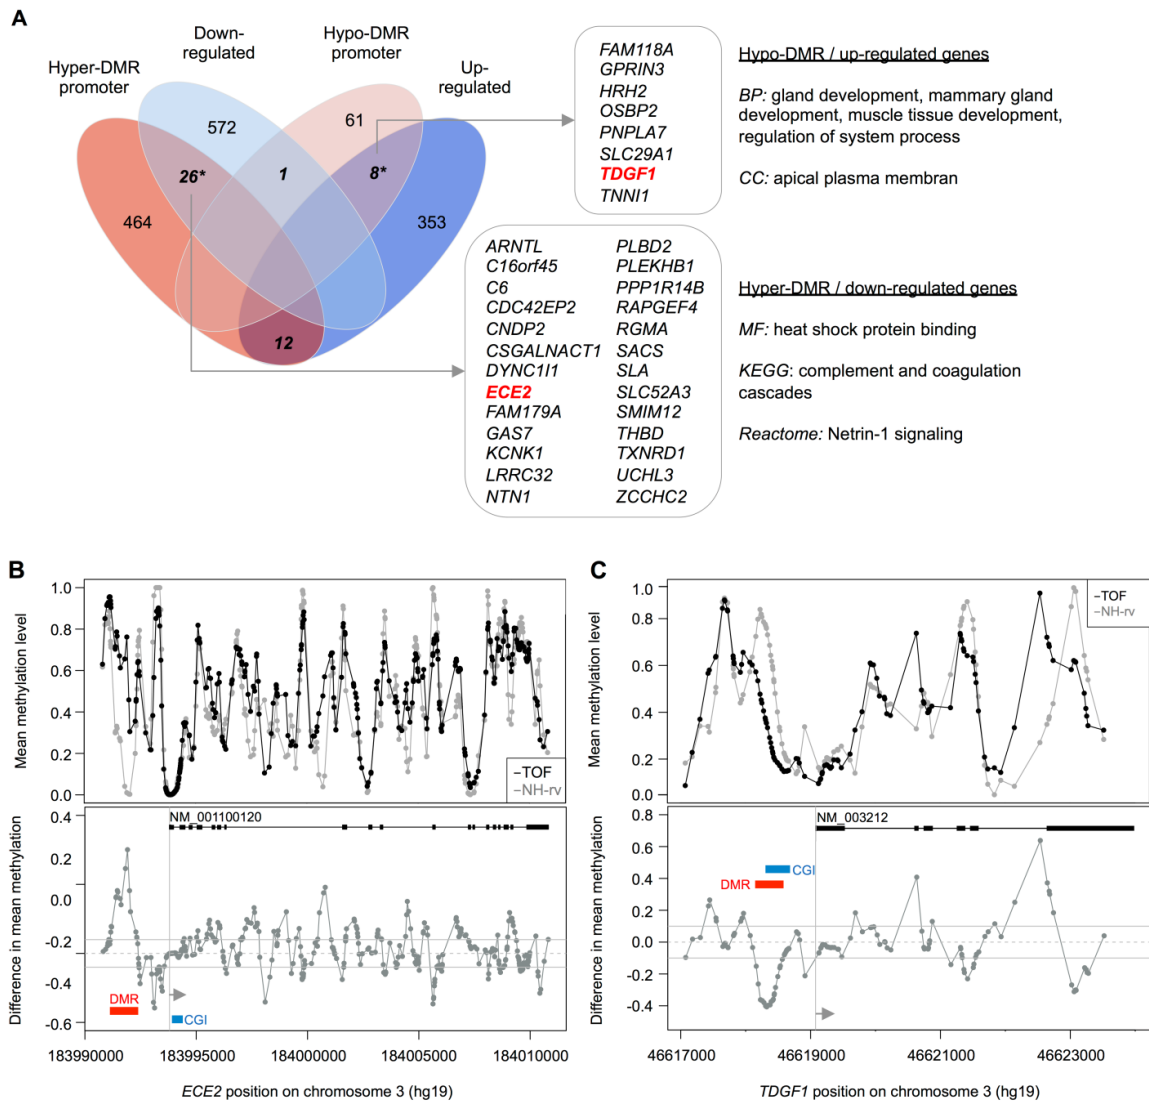 A
Down-
regulated
Hypo-DMR
promoter
Hyper-DMR
promoter
Up-
regulated
572
61
26*
1
8*
464
353
12
FAM118A
GPRIN3
HRH2
OSBP2
PNPLA7
SLC29A1
TDGF1
TNNI1
Hypo-DMR / up-regulated genes
BP: gland development, mammary gland
development, muscle tissue development,
regulation of system process
CC: apical plasma membran
ARNTL
C16orf45
C6
CDC42EP2
CNDP2
CSGALNACT1
DYNC1I1
ECE2
FAM179A
GAS7
KCNK1
LRRC32
NTN1
PLBD2
PLEKHB1
PPP1R14B
RAPGEF4
RGMA
SACS
SLA
SLC52A3
SMIM12
THBD
TXNRD1
UCHL3
ZCCHC2
Hyper-DMR / down-regulated genes
MF: heat shock protein binding
KEGG: complement and coagulation
cascades
Reactome: Netrin-1 signaling
B
Mean methylation level
1.0
0.8
0.6
0.4
0.2
0.0
TOF
NH-rv
Difference in mean methylation
0.4
0.2
0.0
-0.2
-0.4
-0.6
NM_001100120
DMR
CGI
183990000
183995000
184000000
184005000
184010000
ECE2 position on chromosome 3 (hg19)
C
Mean methylation level
1.0
0.8
0.6
0.4
0.2
0.0
TOF
NH-rv
Difference in mean methylation
0.8
0.6
0.4
0.2
0.0
-0.2
-0.4
NM_003212
CGI
DMR
46617000
46619000
46621000
46623000
TDGF1 position on chromosome 3 (hg19)